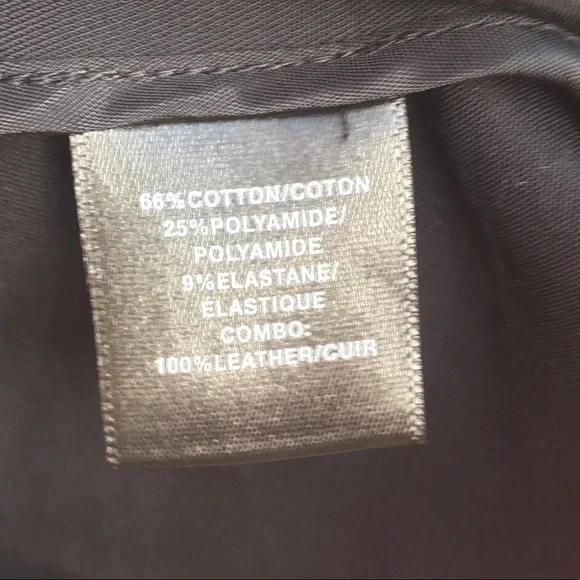 66%COTTON/COTON
25%POLYAMIDE/
POLYAMIDE
9%ELASTANE/
ÉLASTIQUE
COMBO:
100%LEATHER/CUIR